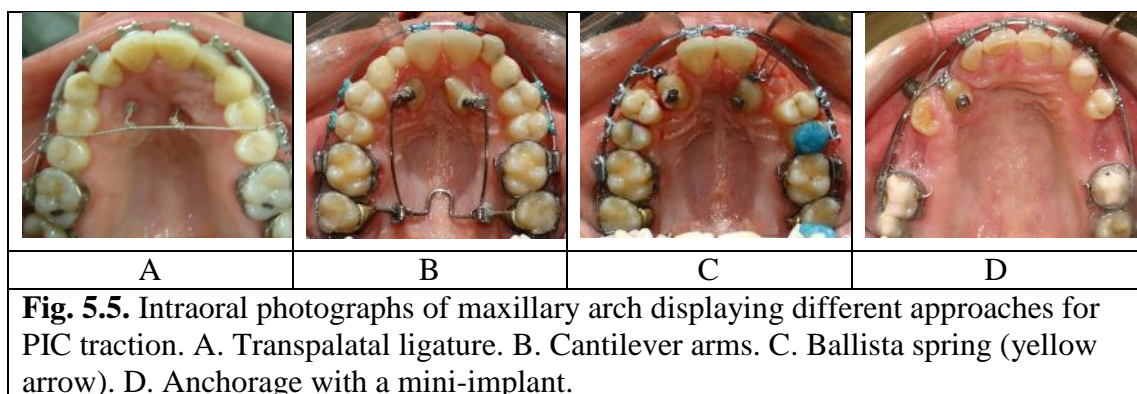 A
B
C
D
Fig. 5.5. Intraoral photographs of maxillary arch displaying different approaches for
PIC traction. A. Transpalatal ligature. B. Cantilever arms. C. Ballista spring (yellow
arrow). D. Anchorage with a mini-implant.